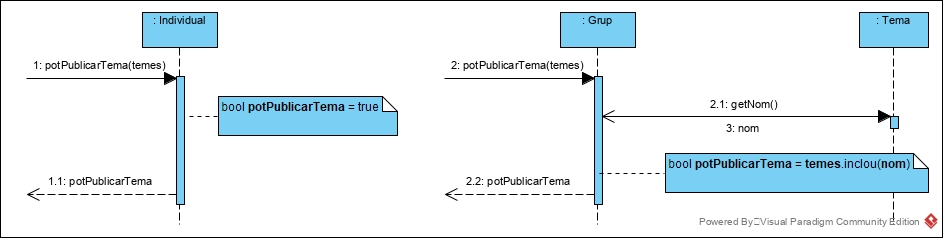 : Individual
1: potPublicarTema(temes)
bool potPublicarTema = true
1.1: potPublicarTema
: Grup
: Tema
2: potPublicarTema(temes)
2.1: getNom()
3: nom
bool potPublicarTema = temes.inclou(nom)
2.2: potPublicarTema
Powered By Visual Paradigm Community Edition